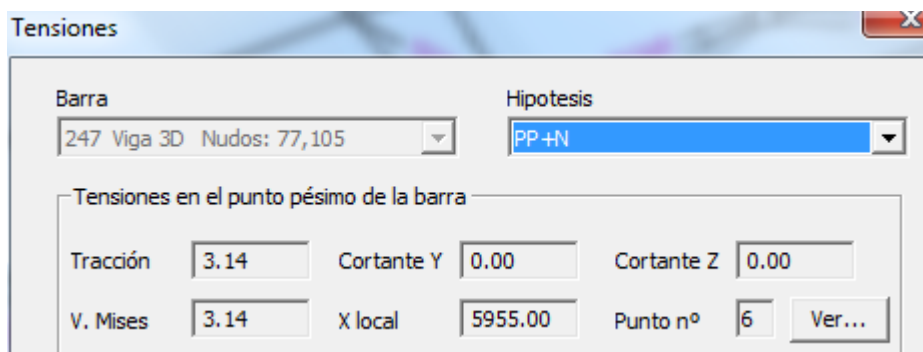 Tensiones
Barra Hipotesis
247 Viga 3D Nudos: 77,105 PP+N
Tensiones en el punto pésimo de la barra
Tracción 3.14 Cortante Y 0.00 Cortante Z 0.00
V. Mises 3.14 X local 5955.00 Punto nº 6 Ver...